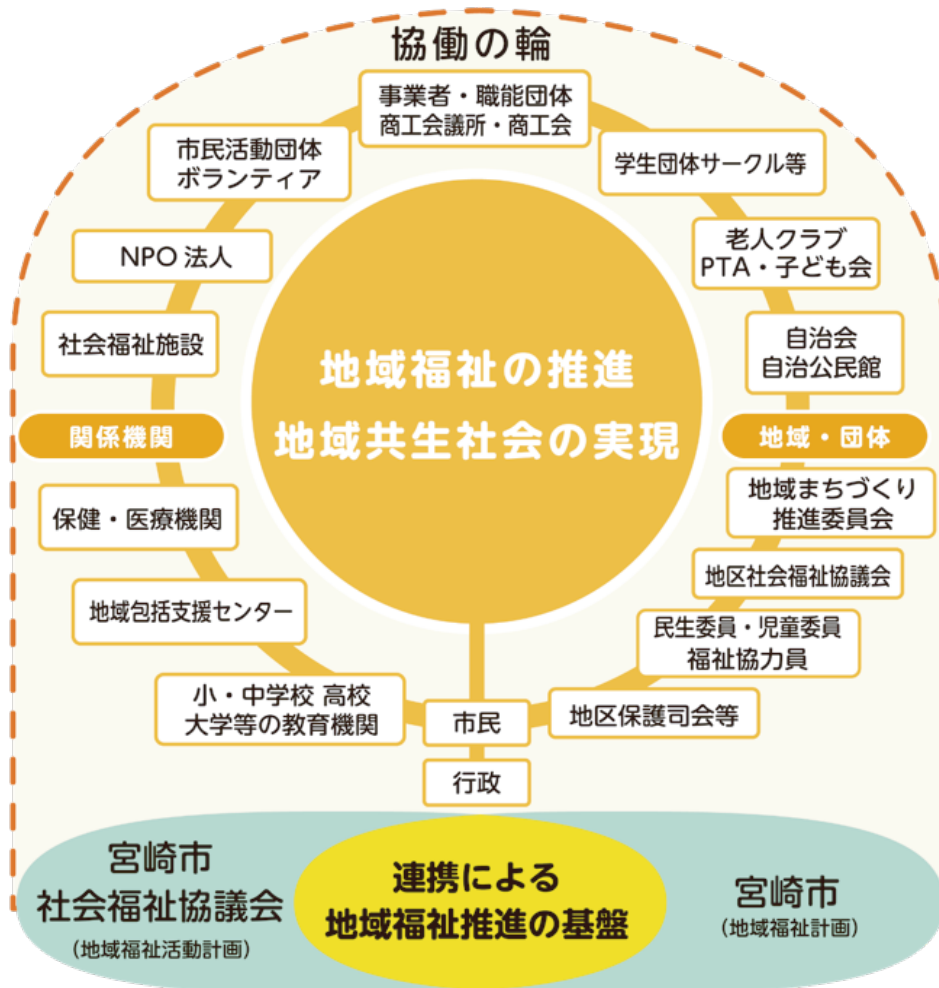 協働の輪
事業者・職能団体
商工会議所・商工会
市民活動団体
ボランティア
学生団体サークル等
NPO 法人
老人クラブ
PTA・子ども会
社会福祉施設
自治会
自治公民館
地域福祉の推進
地域共生社会の実現
関係機関
地域・団体
保健・医療機関
地域まちづくり
推進委員会
地域包括支援センター
地区社会福祉協議会
民生委員・児童委員
福祉協力員
小・中学校 高校
大学等の教育機関
市民
地区保護司会等
行政
宮崎市
社会福祉協議会
(地域福祉活動計画)
連携による
地域福祉推進の基盤
宮崎市
(地域福祉計画)